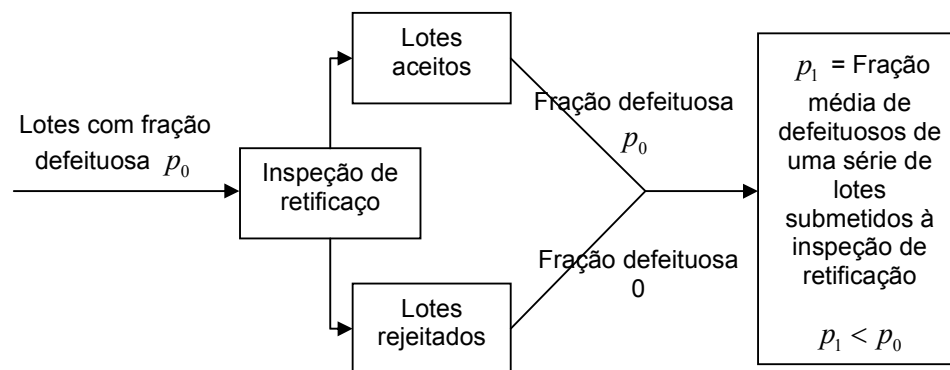 Lotes com fração
defeituosa p₀
Inspeção de
retificaço
Lotes
aceitos
Lotes
rejeitados
Fração defeituosa
p₀
Fração defeituosa
0
p₁ = Fração
média de
defeituosos de
uma série de
lotes
submetidos à
inspeção de
retificação
p₁ < p₀